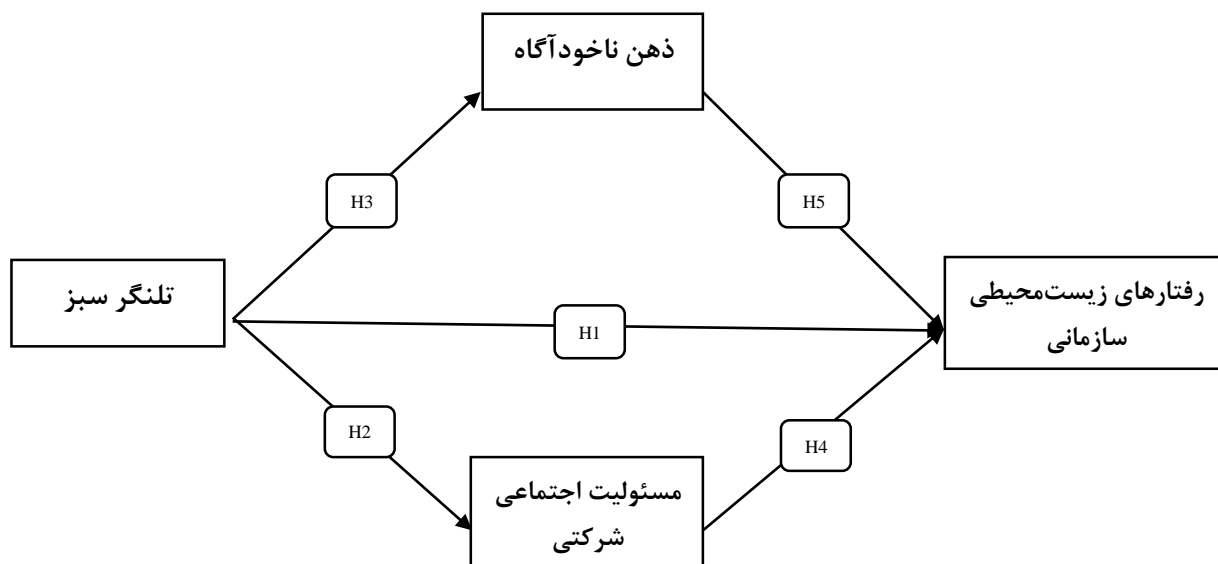 ذهن ناخودآگاه
H3
H5
تلنگر سبز
رفتارهای زیست‌محیطی
سازمانی
H1
H2
H4
مسئولیت اجتماعی
شرکتی